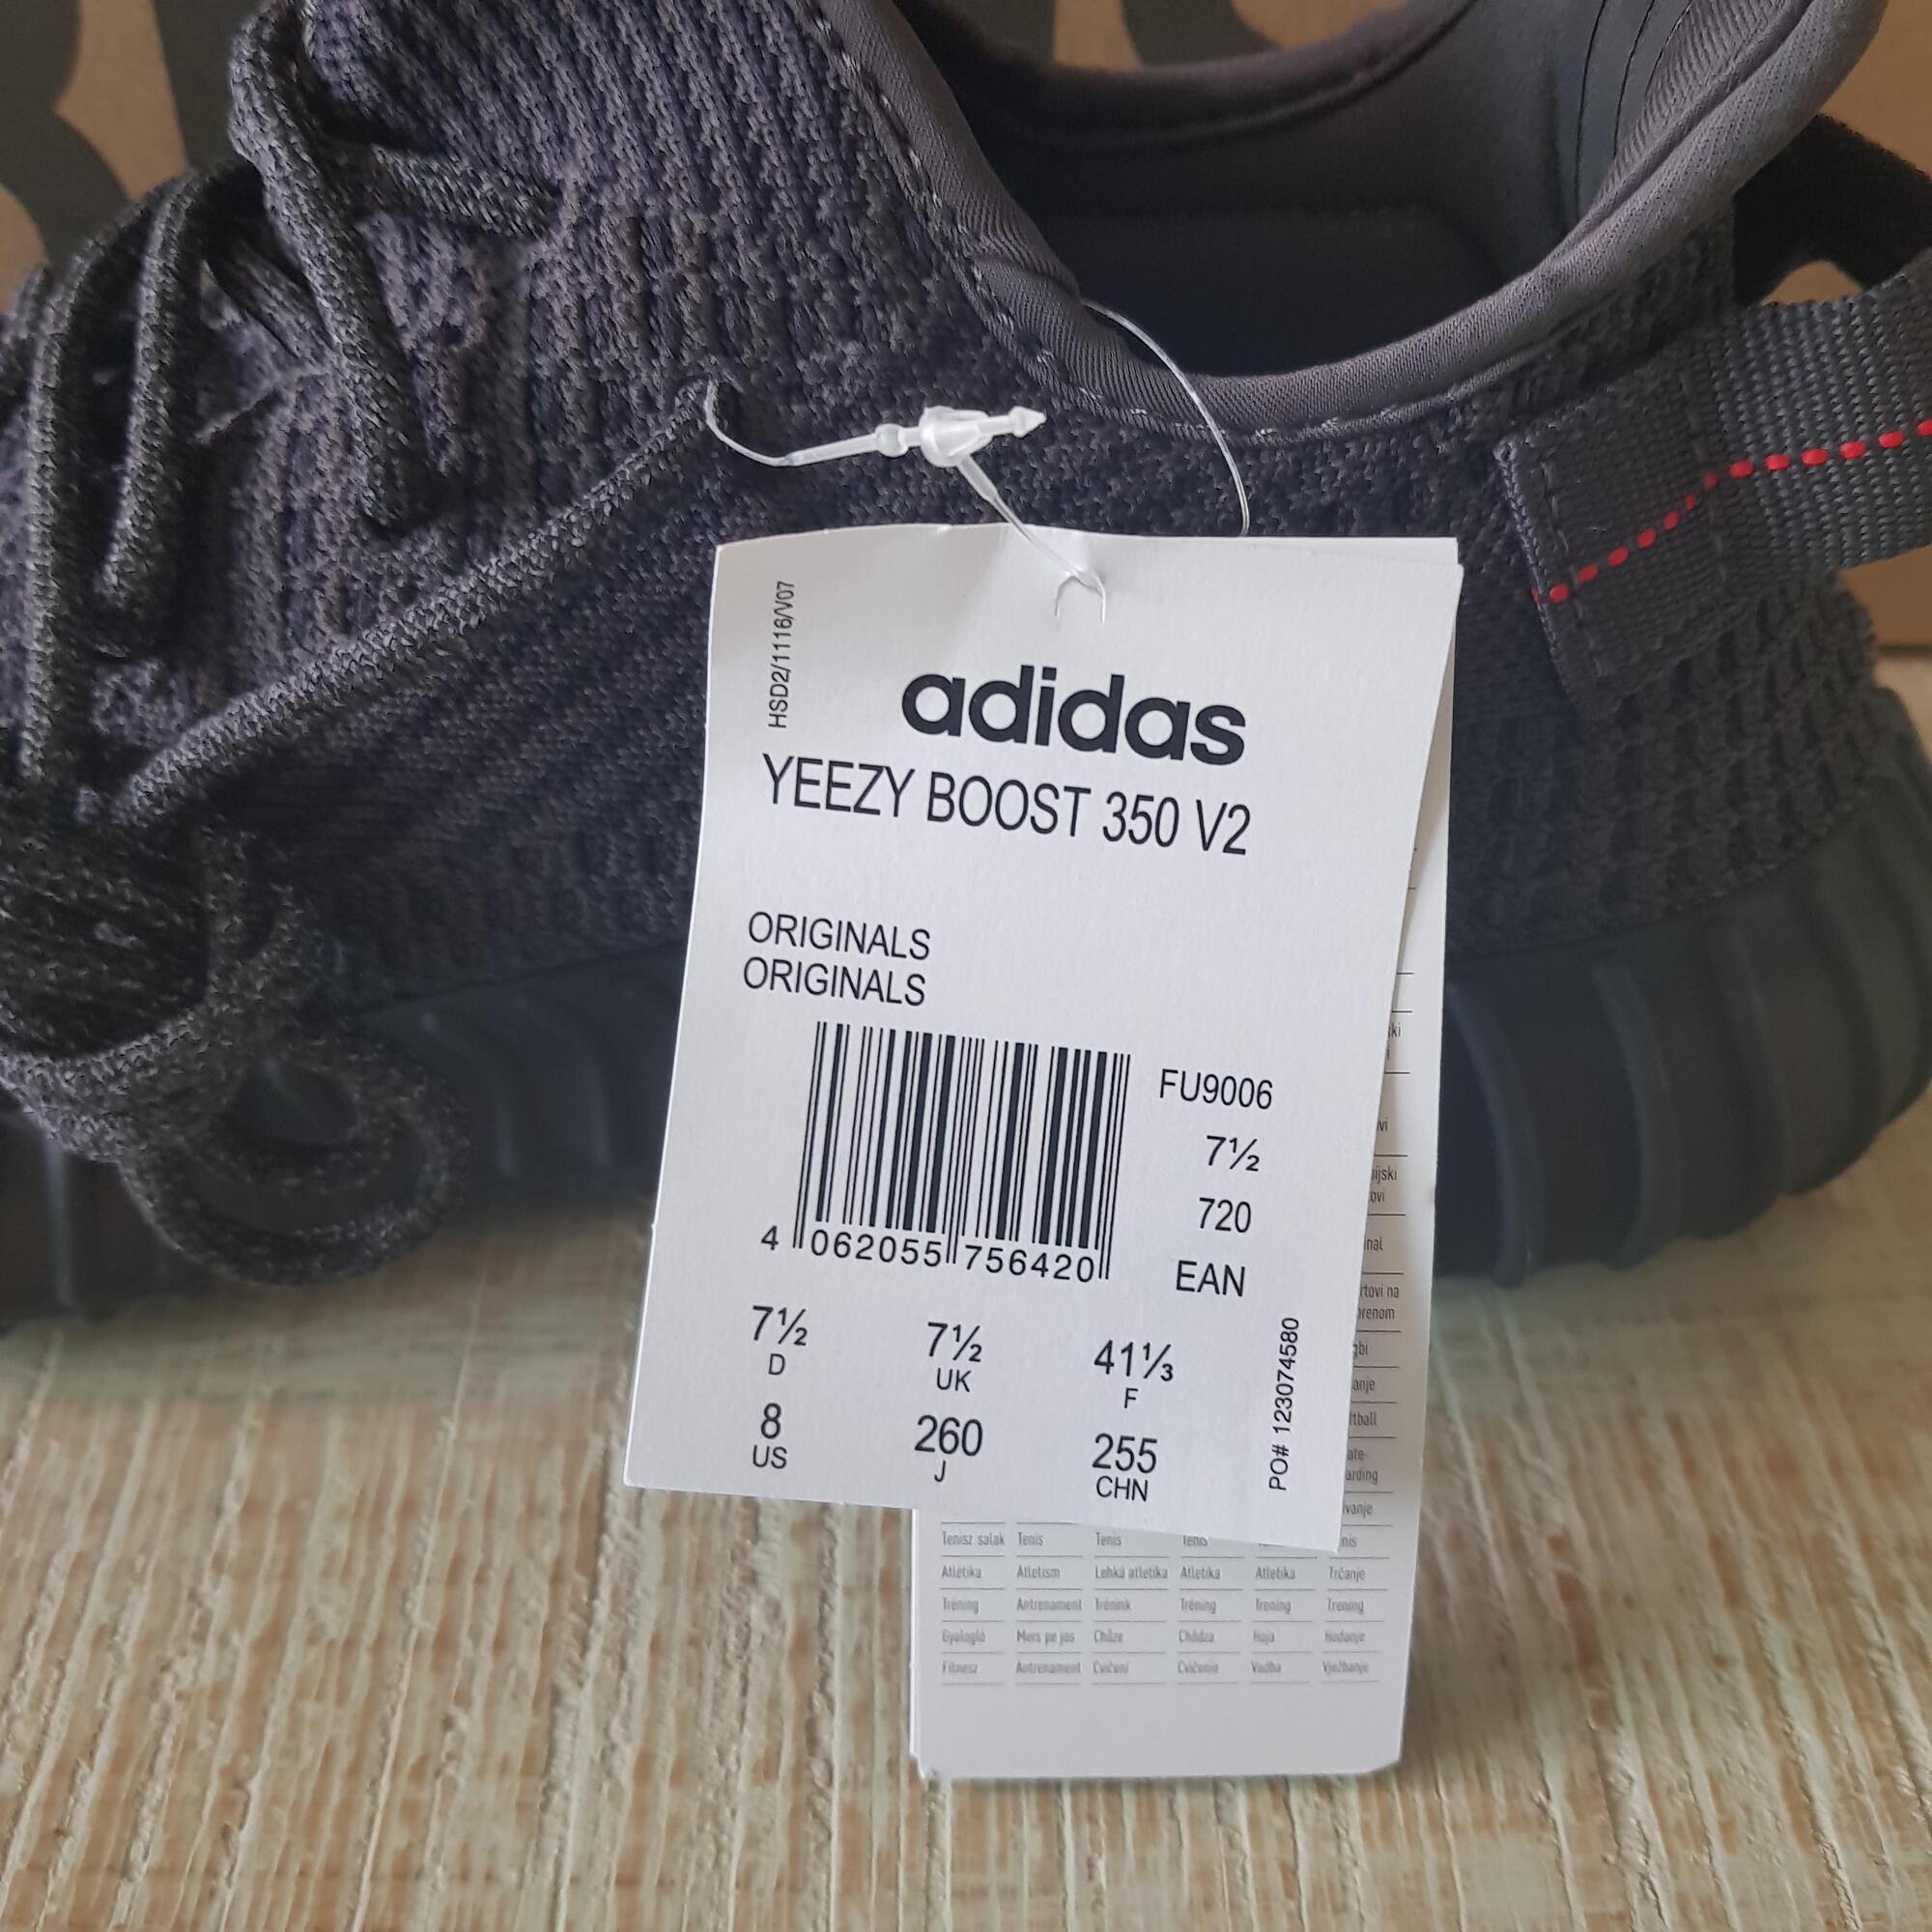 HSD2/1116/V07
adidas
YEEZY BOOST 350 V2
ORIGINALS
ORIGINALS
FU9006
7½
720
EAN
4 062055 756420
7½ 7½ 41⅓
D UK F
8 260 255
US J CHN
PO# 123074580
Tenisz salak Tenis Tenis Tenis
Atlétika Atletism Lehká atletika Atletika Atletika Trčanje
Tréning Antrenament Trénink Tréning Trening Trening
Gyalogló Mers pe jos Chůze Chôdza Hoja Hodanje
Fitnesz Antrenament Cvičení Cvičenie Vadba Vježbanje